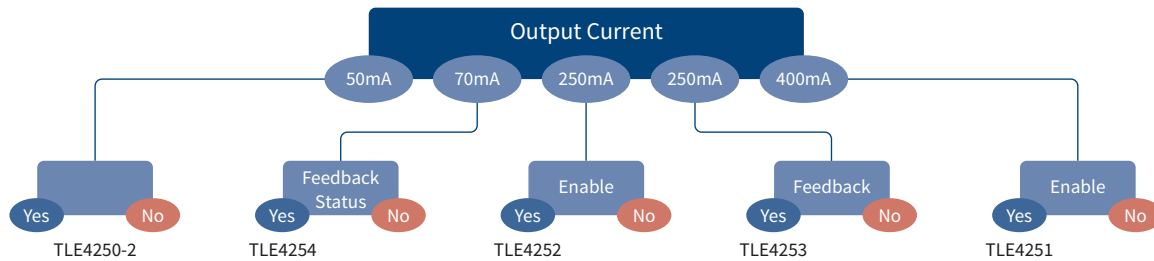 Output Current
50mA
70mA
250mA
250mA
400mA
Feedback
Status
Enable
Feedback
Enable
Yes
No
Yes
No
Yes
No
Yes
No
Yes
No
TLE4250-2
TLE4254
TLE4252
TLE4253
TLE4251